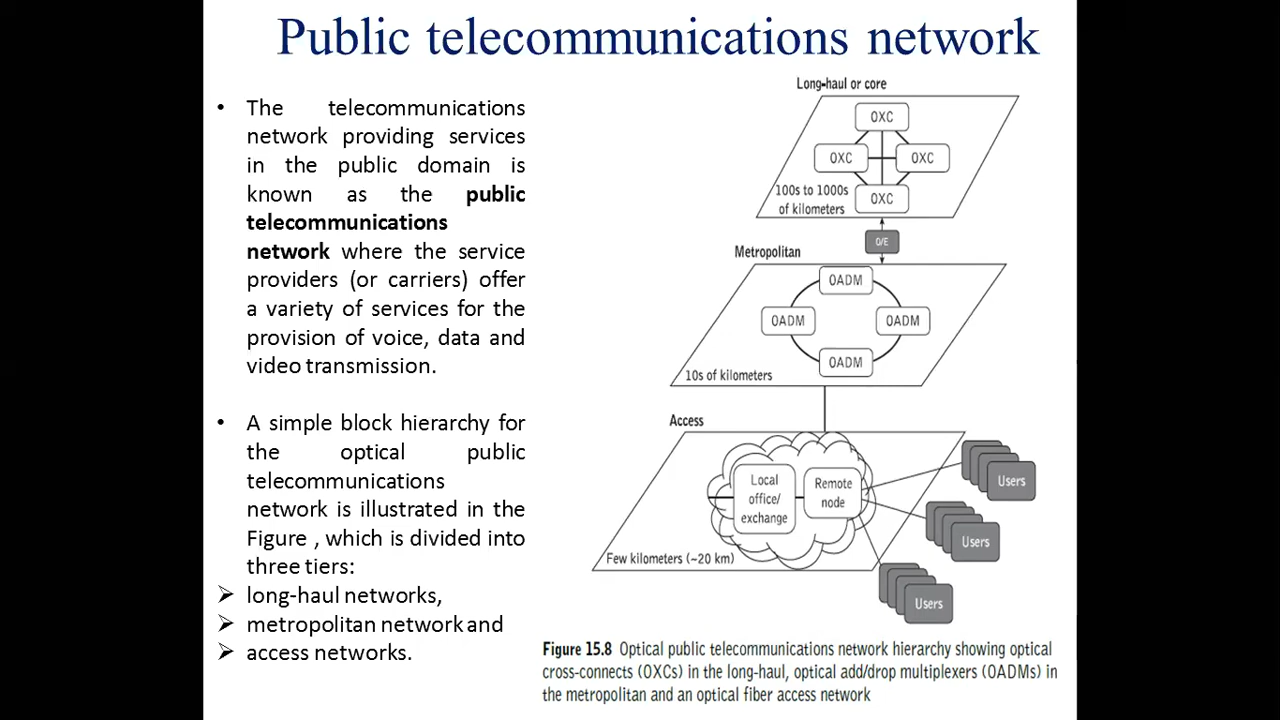 Public telecommunications network
• The telecommunications
network providing services
in the public domain is
known as the public
telecommunications
network where the service
providers (or carriers) offer
a variety of services for the
provision of voice, data and
video transmission.
• A simple block hierarchy for
the optical public
telecommunications
network is illustrated in the
Figure , which is divided into
three tiers:
➢ long-haul networks,
➢ metropolitan network and
➢ access networks.
Long-haul or core
OXC
OXC
OXC
OXC
100s to 1000s
of kilometers
O/E
Metropolitan
OADM
OADM
OADM
OADM
10s of kilometers
Access
Local
office/
exchange
Remote
node
Users
Users
Users
Few kilometers (~20 km)
Figure 15.8 Optical public telecommunications network hierarchy showing optical
cross-connects (OXCs) in the long-haul, optical add/drop multiplexers (OADMs) in
the metropolitan and an optical fiber access network